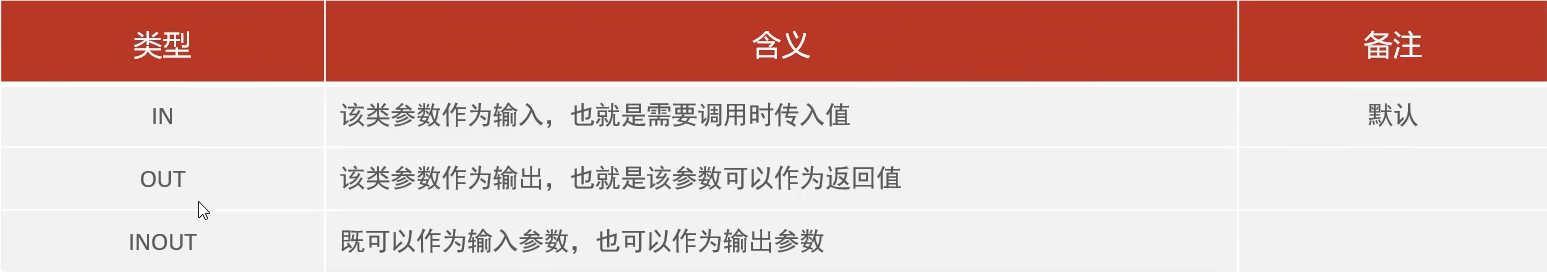 类型 含义 备注
IN 该类参数作为输入，也就是需要调用时传入值 默认
OUT 该类参数作为输出，也就是该参数可以作为返回值
INOUT 既可以作为输入参数，也可以作为输出参数